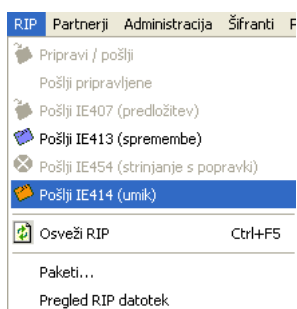 RIP Partnerji Administracija Šifranti
Pripravi / pošlji
Pošlji pripravljene
Pošlji IE407 (predložitev)
Pošlji IE413 (spremembe)
Pošlji IE454 (strinjanje s popravki)
Pošlji IE414 (umik)
Osveži RIP Ctrl+F5
Paketi...
Pregled RIP datotek